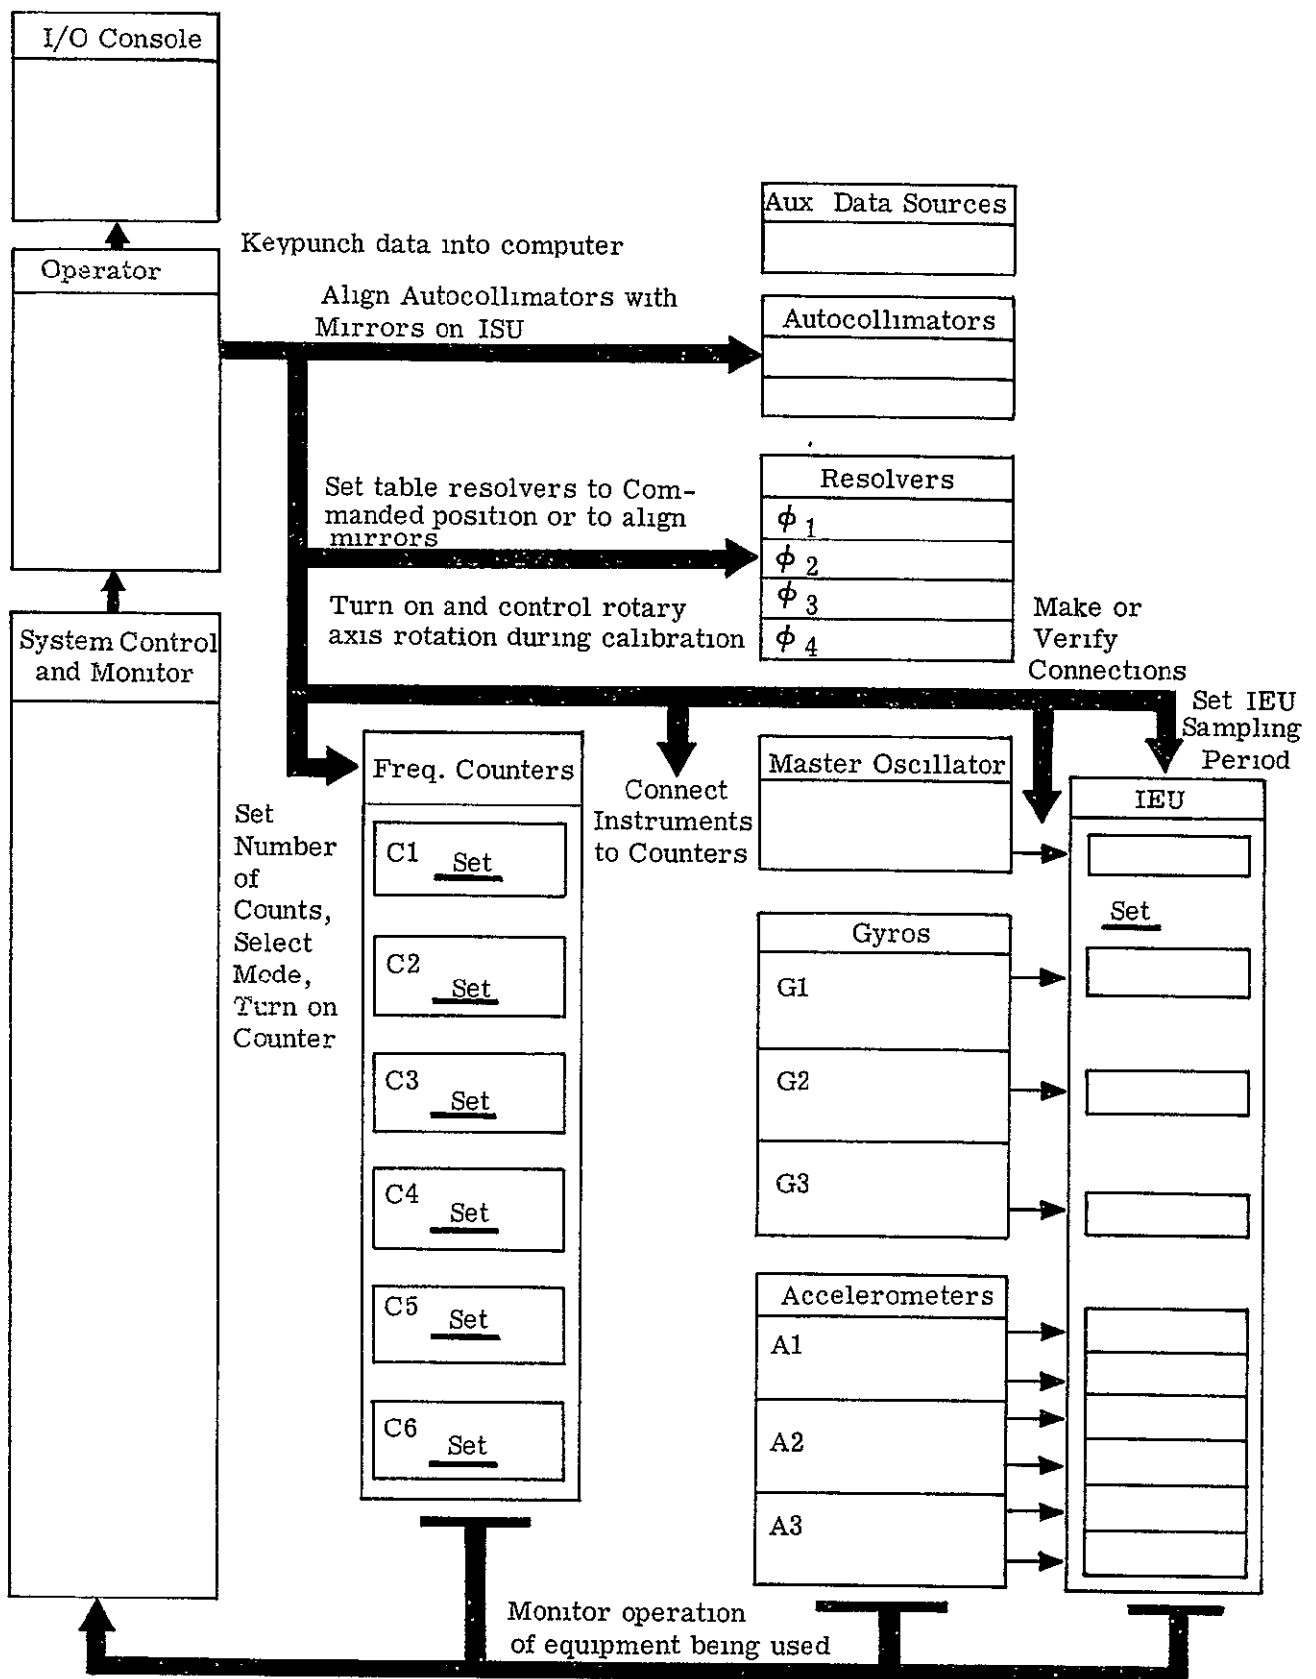 I/O Console
Aux Data Sources
Keypunch data into computer
Operator
Align Autocollimators with
Mirrors on ISU
Autocollimators
Resolvers
Set table resolvers to Com-
manded position or to align
mirrors
ϕ 1
ϕ 2
ϕ 3
ϕ 4
Turn on and control rotary
axis rotation during calibration
Make or
Verify
Connections
System Control
and Monitor
Set IEU
Sampling
Period
Freq. Counters
Connect
Instruments
to Counters
Master Oscillator
IEU
Set
Number
of
Counts,
Select
Mode,
Turn on
Counter
C1 Set
C2 Set
C3 Set
C4 Set
C5 Set
C6 Set
Set
Gyros
G1
G2
G3
Accelerometers
A1
A2
A3
Monitor operation
of equipment being used